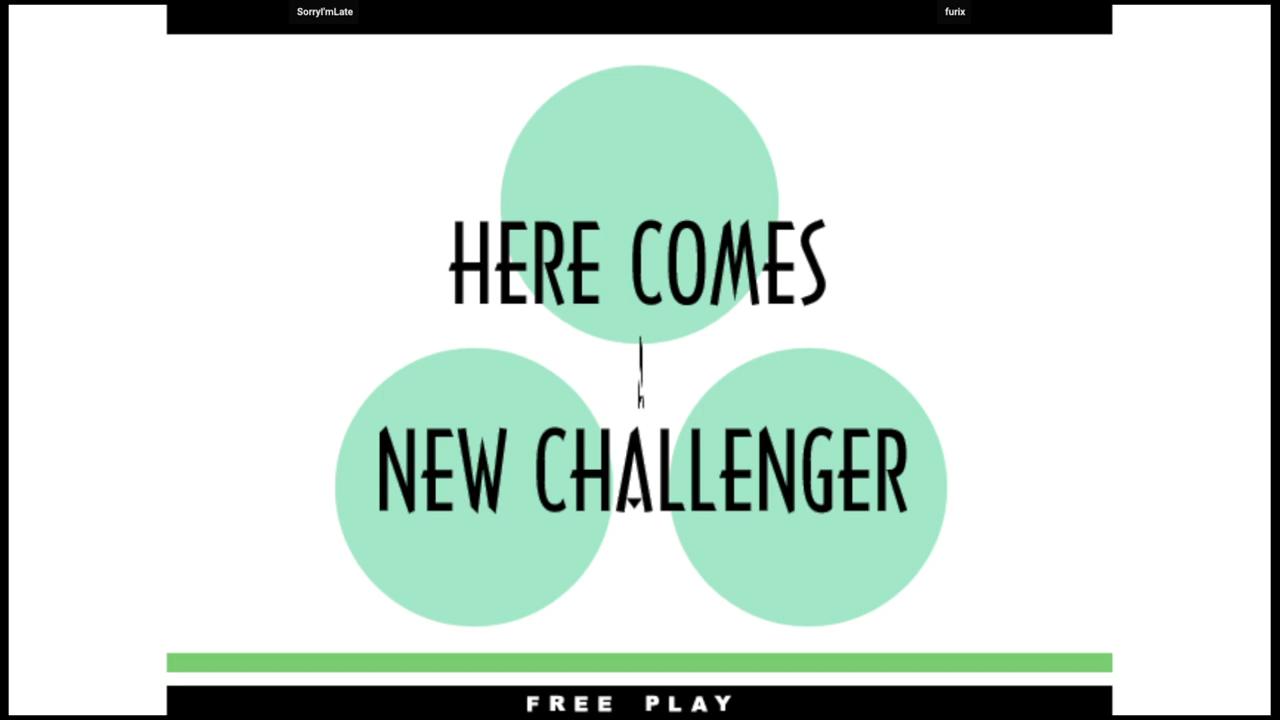 SorryI'mLate
furix
HERE COMES
NEW CHALLENGER
FREE PLAY